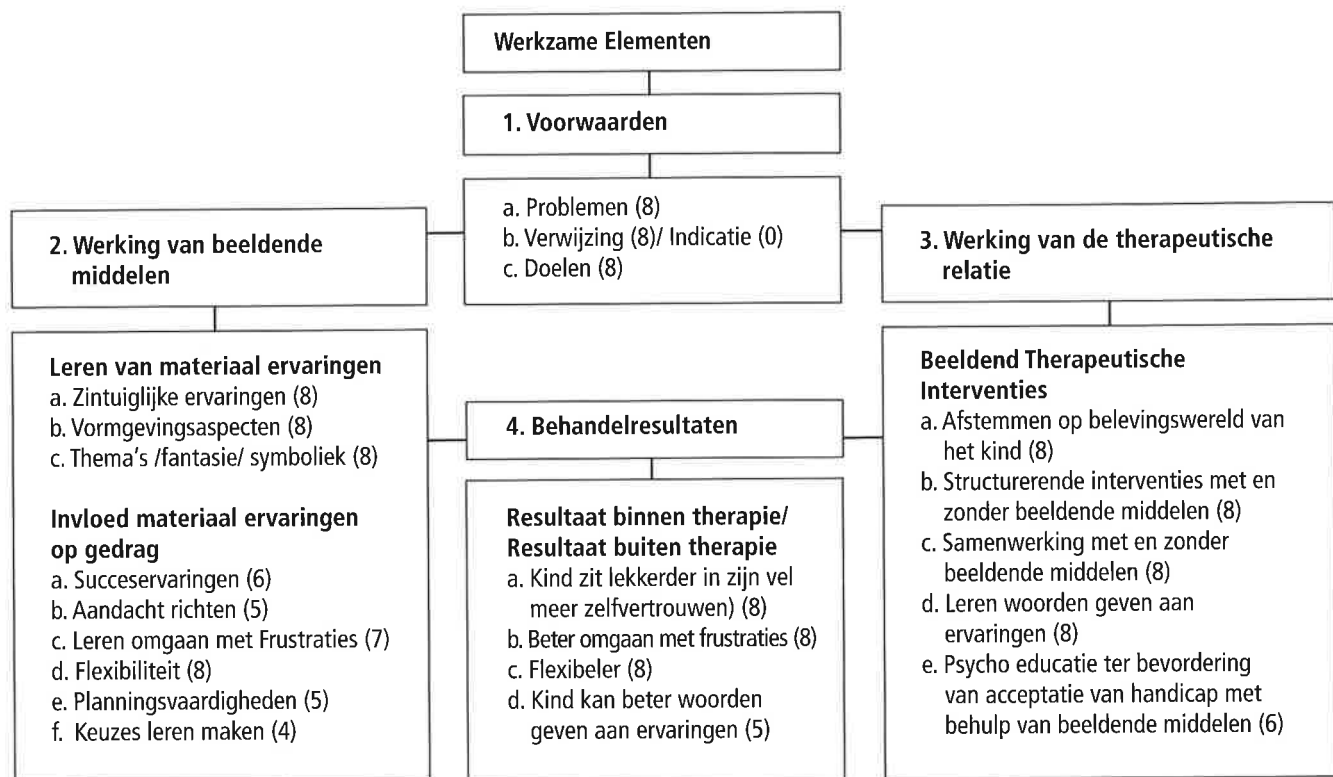 Werkzame Elementen
1. Voorwaarden
a. Problemen (8)
b. Verwijzing (8)/ Indicatie (0)
c. Doelen (8)
2. Werking van beeldende
middelen
Leren van materiaal ervaringen
a. Zintuiglijke ervaringen (8)
b. Vormgevingsaspecten (8)
c. Thema's /fantasie/ symboliek (8)
Invloed materiaal ervaringen
op gedrag
a. Succeservaringen (6)
b. Aandacht richten (5)
c. Leren omgaan met Frustraties (7)
d. Flexibiliteit (8)
e. Planningsvaardigheden (5)
f. Keuzes leren maken (4)
3. Werking van de therapeutische
relatie
Beeldend Therapeutische
Interventies
a. Afstemmen op belevingswereld van
het kind (8)
b. Structurerende interventies met en
zonder beeldende middelen (8)
c. Samenwerking met en zonder
beeldende middelen (8)
d. Leren woorden geven aan
ervaringen (8)
e. Psycho educatie ter bevordering
van acceptatie van handicap met
behulp van beeldende middelen (6)
4. Behandelresultaten
Resultaat binnen therapie/
Resultaat buiten therapie
a. Kind zit lekkerder in zijn vel
meer zelfvertrouwen) (8)
b. Beter omgaan met frustraties (8)
c. Flexibeler (8)
d. Kind kan beter woorden
geven aan ervaringen (5)